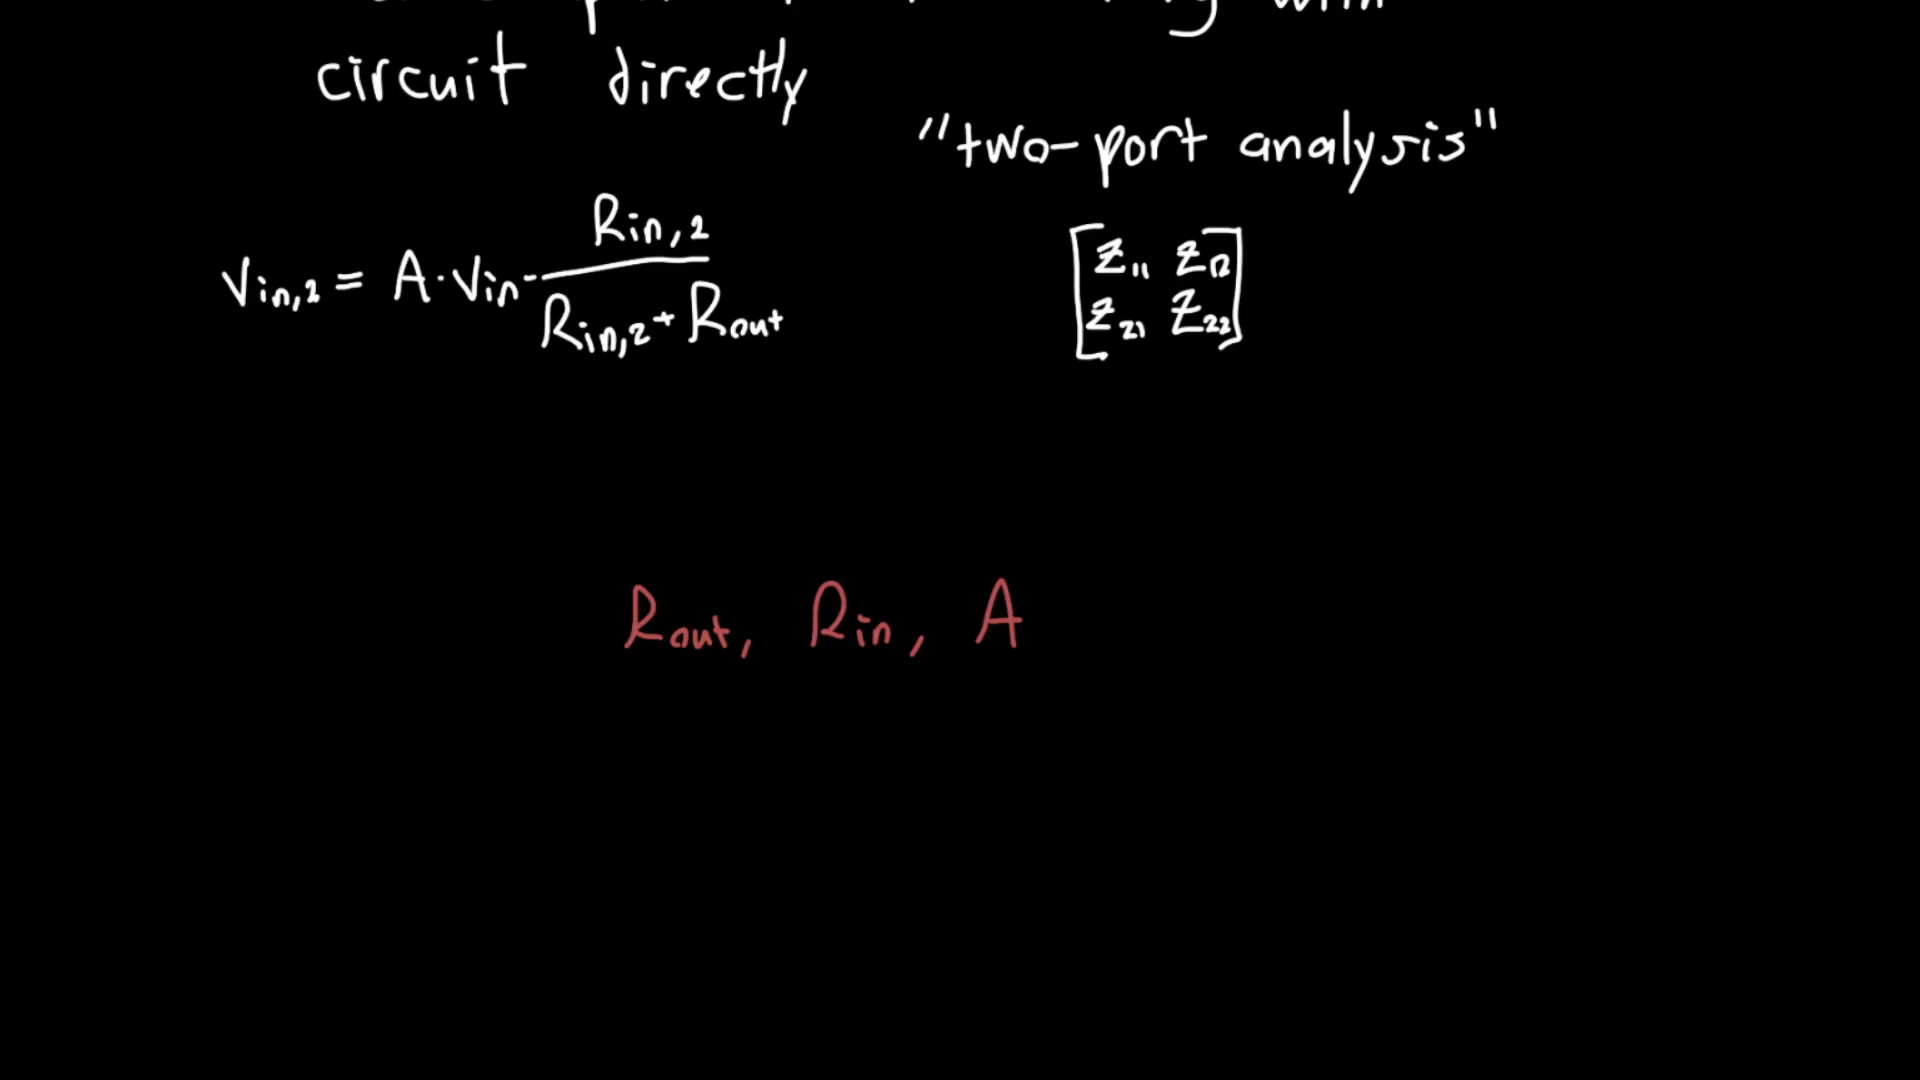 with
circuit directly
"two-port analysis"
Vin,2 = A · Vin · Rin,2 / Rin,2 + Rout
[Z11 Z12
Z21 Z22]
Rout, Rin, A